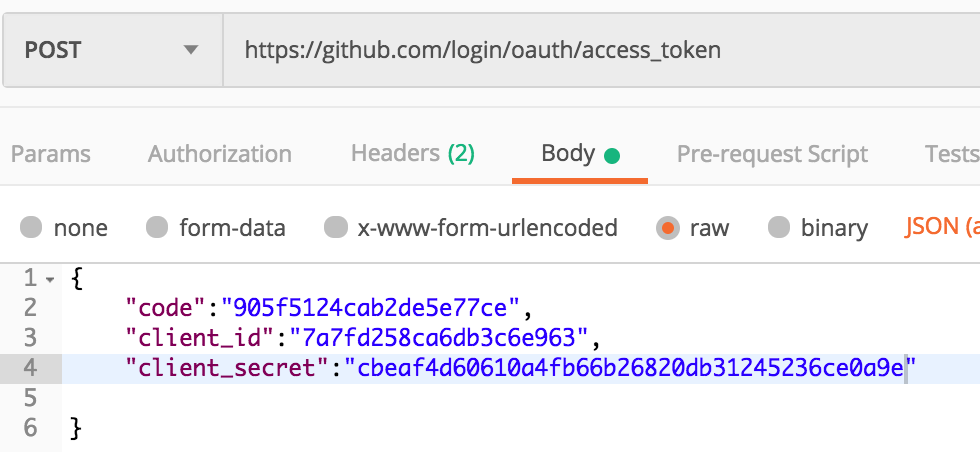 POST https://github.com/login/oauth/access_token
Params Authorization Headers (2) Body Pre-request Script Tests
none form-data x-www-form-urlencoded raw binary JSON (a
1 {
2 "code":"905f5124cab2de5e77ce",
3 "client_id":"7a7fd258ca6db3c6e963",
4 "client_secret":"cbeaf4d60610a4fb66b26820db31245236ce0a9e"
5
6 }